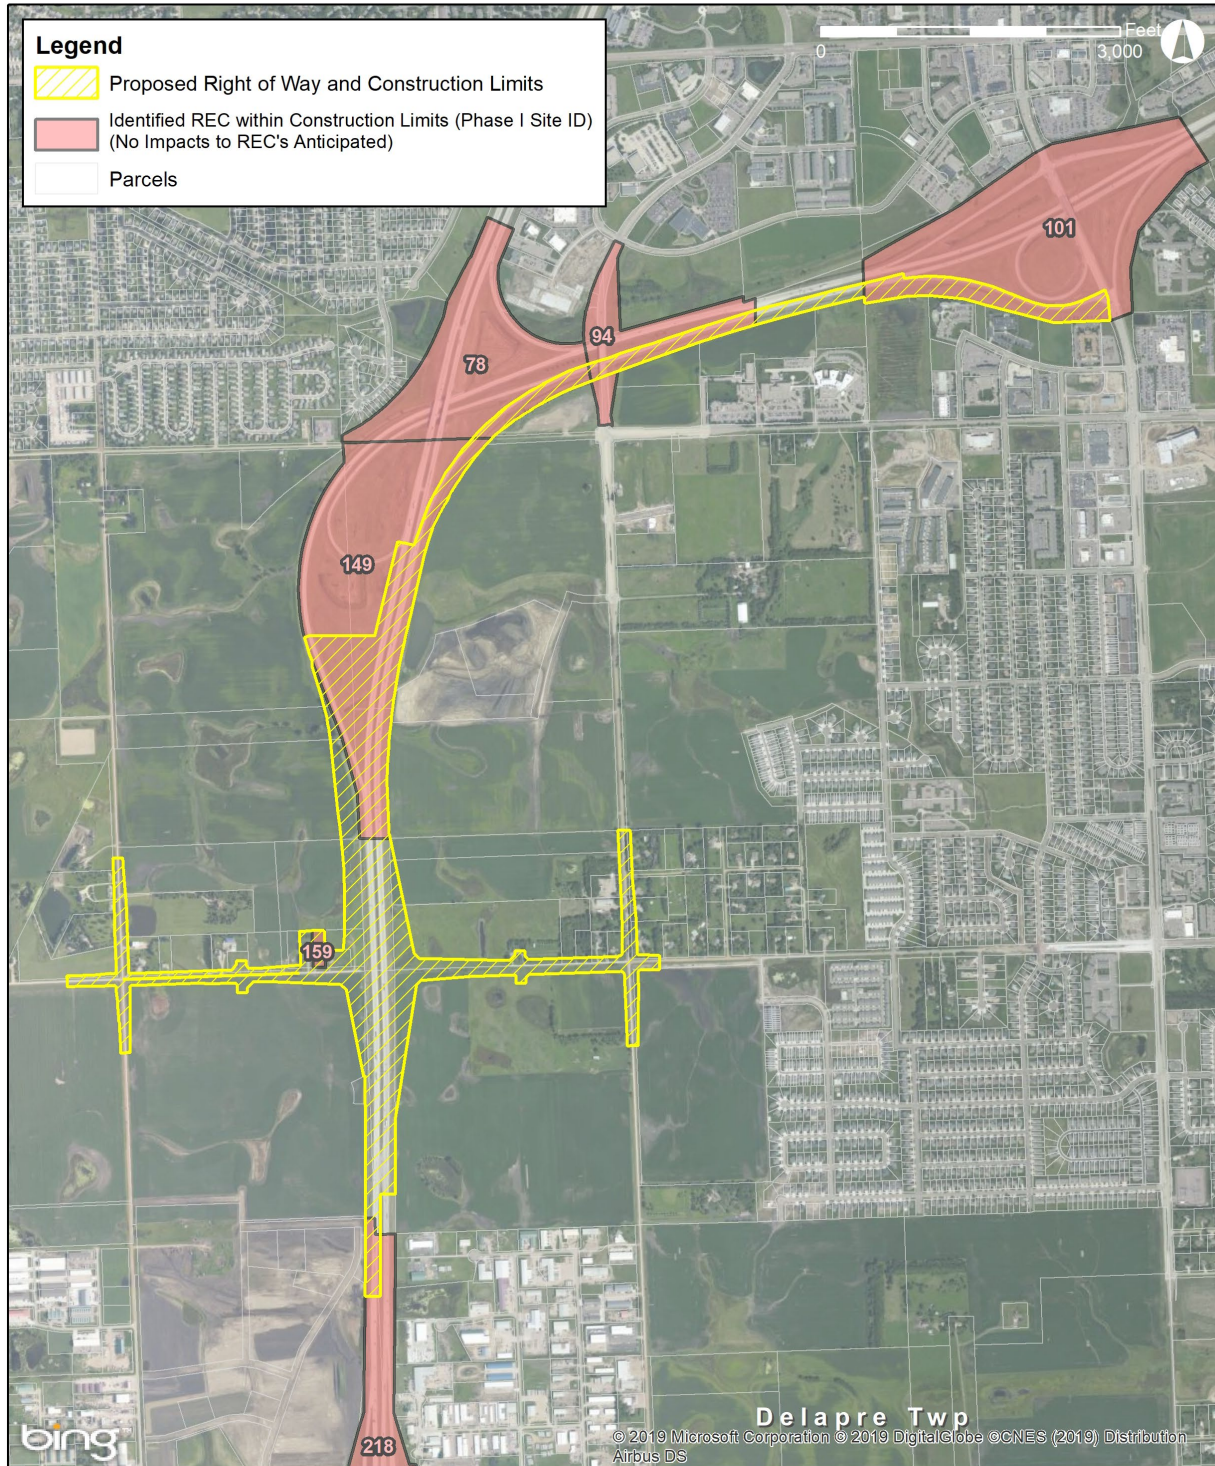 Legend
Proposed Right of Way and Construction Limits
Identified REC within Construction Limits (Phase I Site ID)
(No Impacts to REC's Anticipated)
Parcels
Feet
0 3,000
101
94
78
149
159
218
Delapre Twp
bing
© 2019 Microsoft Corporation © 2019 DigitalGlobe ©CNES (2019) Distribution
Airbus DS